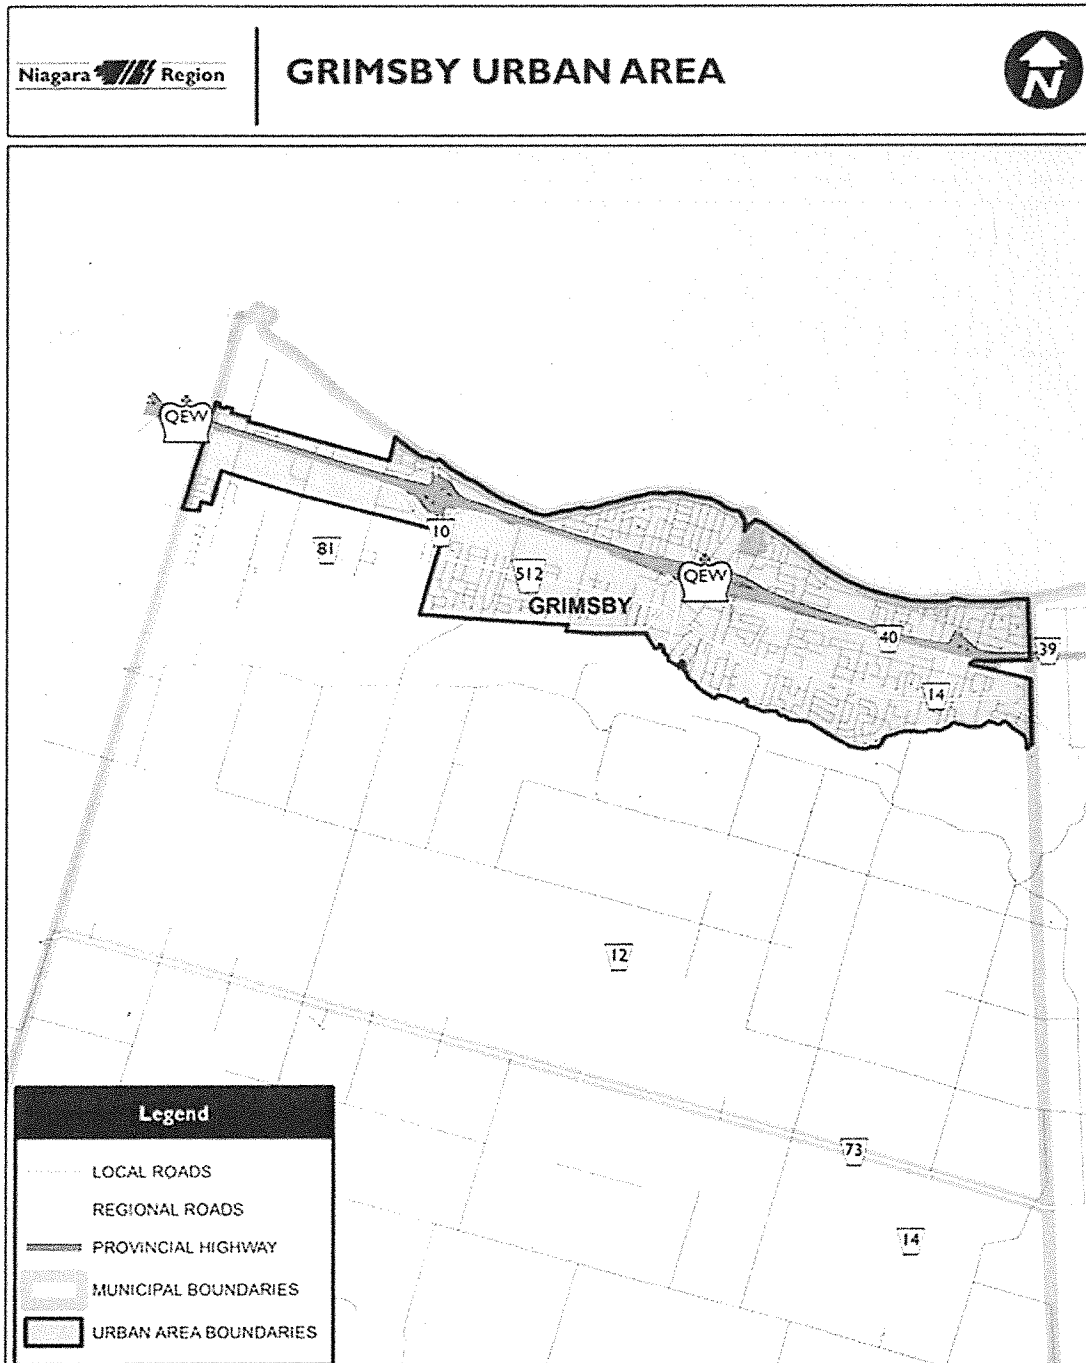 Niagara Region
GRIMSBY URBAN AREA
N
QEW
10
81
512
QEW
GRIMSBY
40
39
14
12
73
14
Legend
LOCAL ROADS
REGIONAL ROADS
PROVINCIAL HIGHWAY
MUNICIPAL BOUNDARIES
URBAN AREA BOUNDARIES